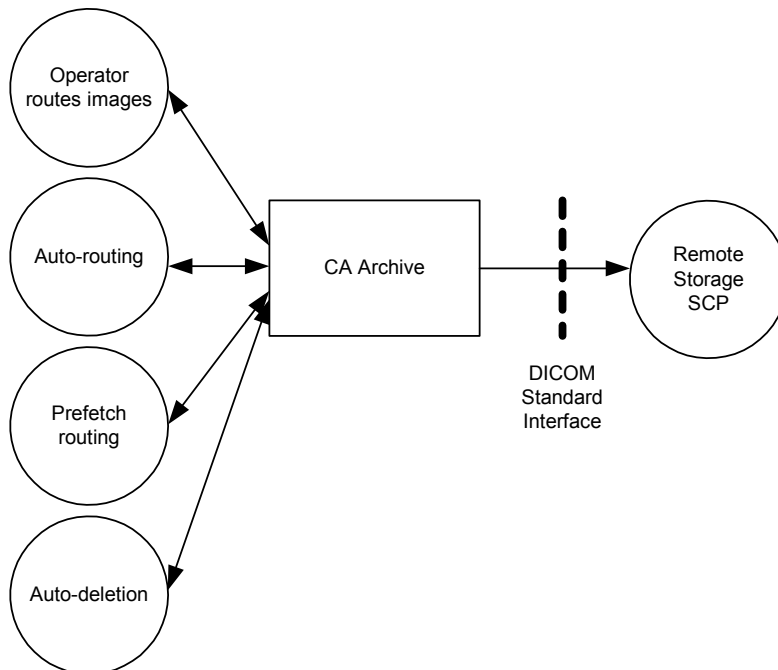 Operator
routes images
Auto-routing
CA Archive
Remote
Storage
SCP
DICOM
Standard
Interface
Prefetch
routing
Auto-deletion